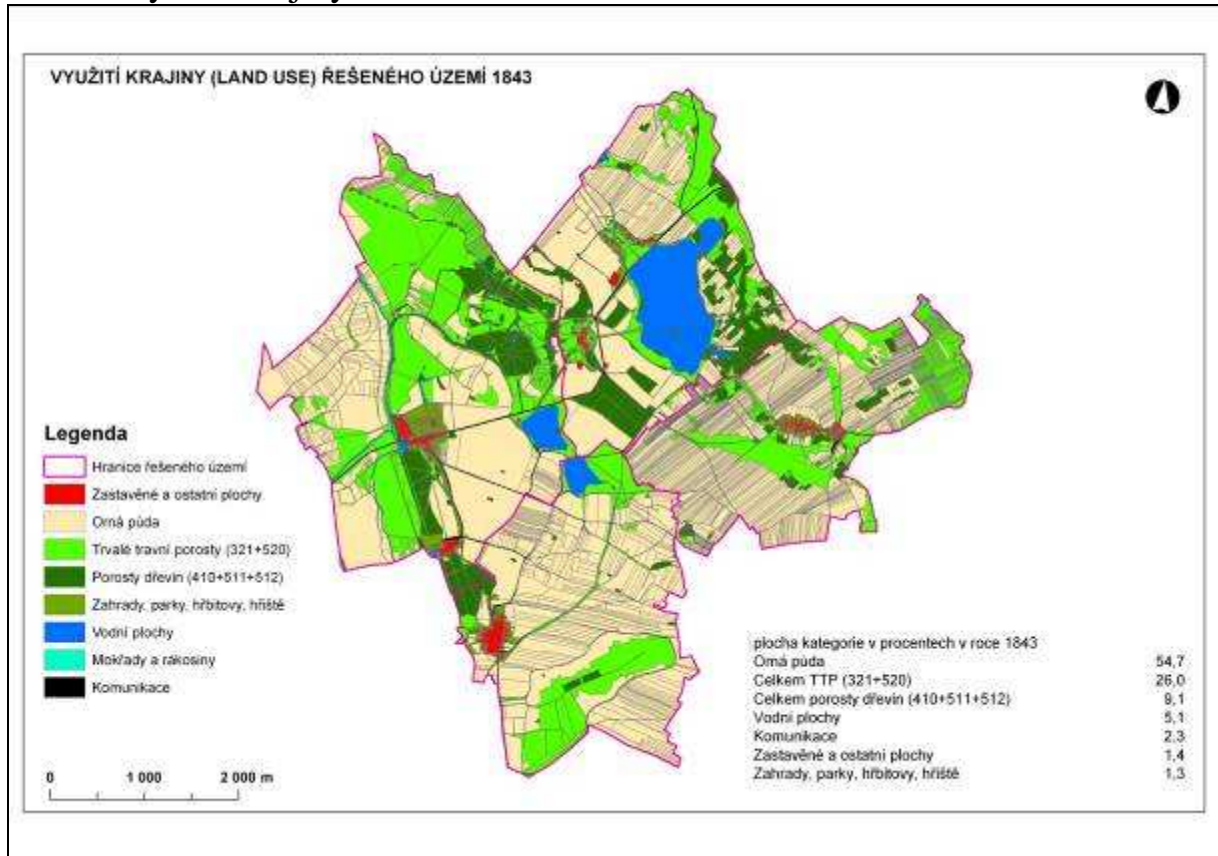 VYUŽITÍ KRAJINY (LAND USE) ŘEŠENÉHO ÚZEMÍ 1843
Legenda
Hranice řešeného území
Zastavěné a ostatní plochy
Orná půda
Trvalé travní porosty (321+520)
Porosty dřevin (410+511+512)
Zahrady, parky, hřbitovy, hřiště
Vodní plochy
Mokřady a rákosiny
Komunikace
0 1 000 2 000 m
plocha kategorie v procentech v roce 1843
Orná půda 54,7
Celkem TTP (321+520) 26,0
Celkem porosty dřevin (410+511+512) 9,1
Vodní plochy 5,1
Komunikace 2,3
Zastavěné a ostatní plochy 1,4
Zahrady, parky, hřbitovy, hřiště 1,3